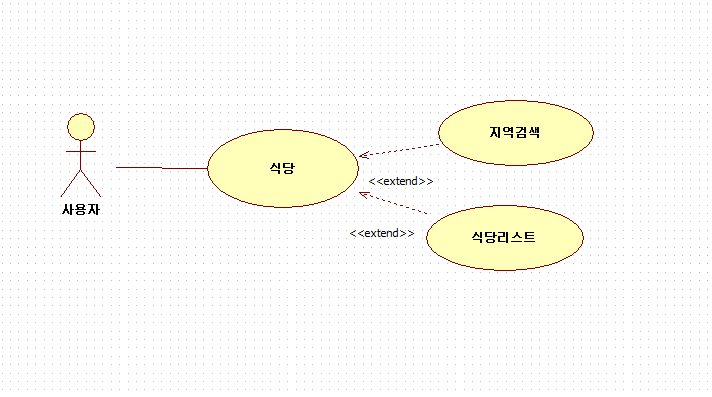 사용자
식당
지역검색
<<extend>>
<<extend>>
식당리스트